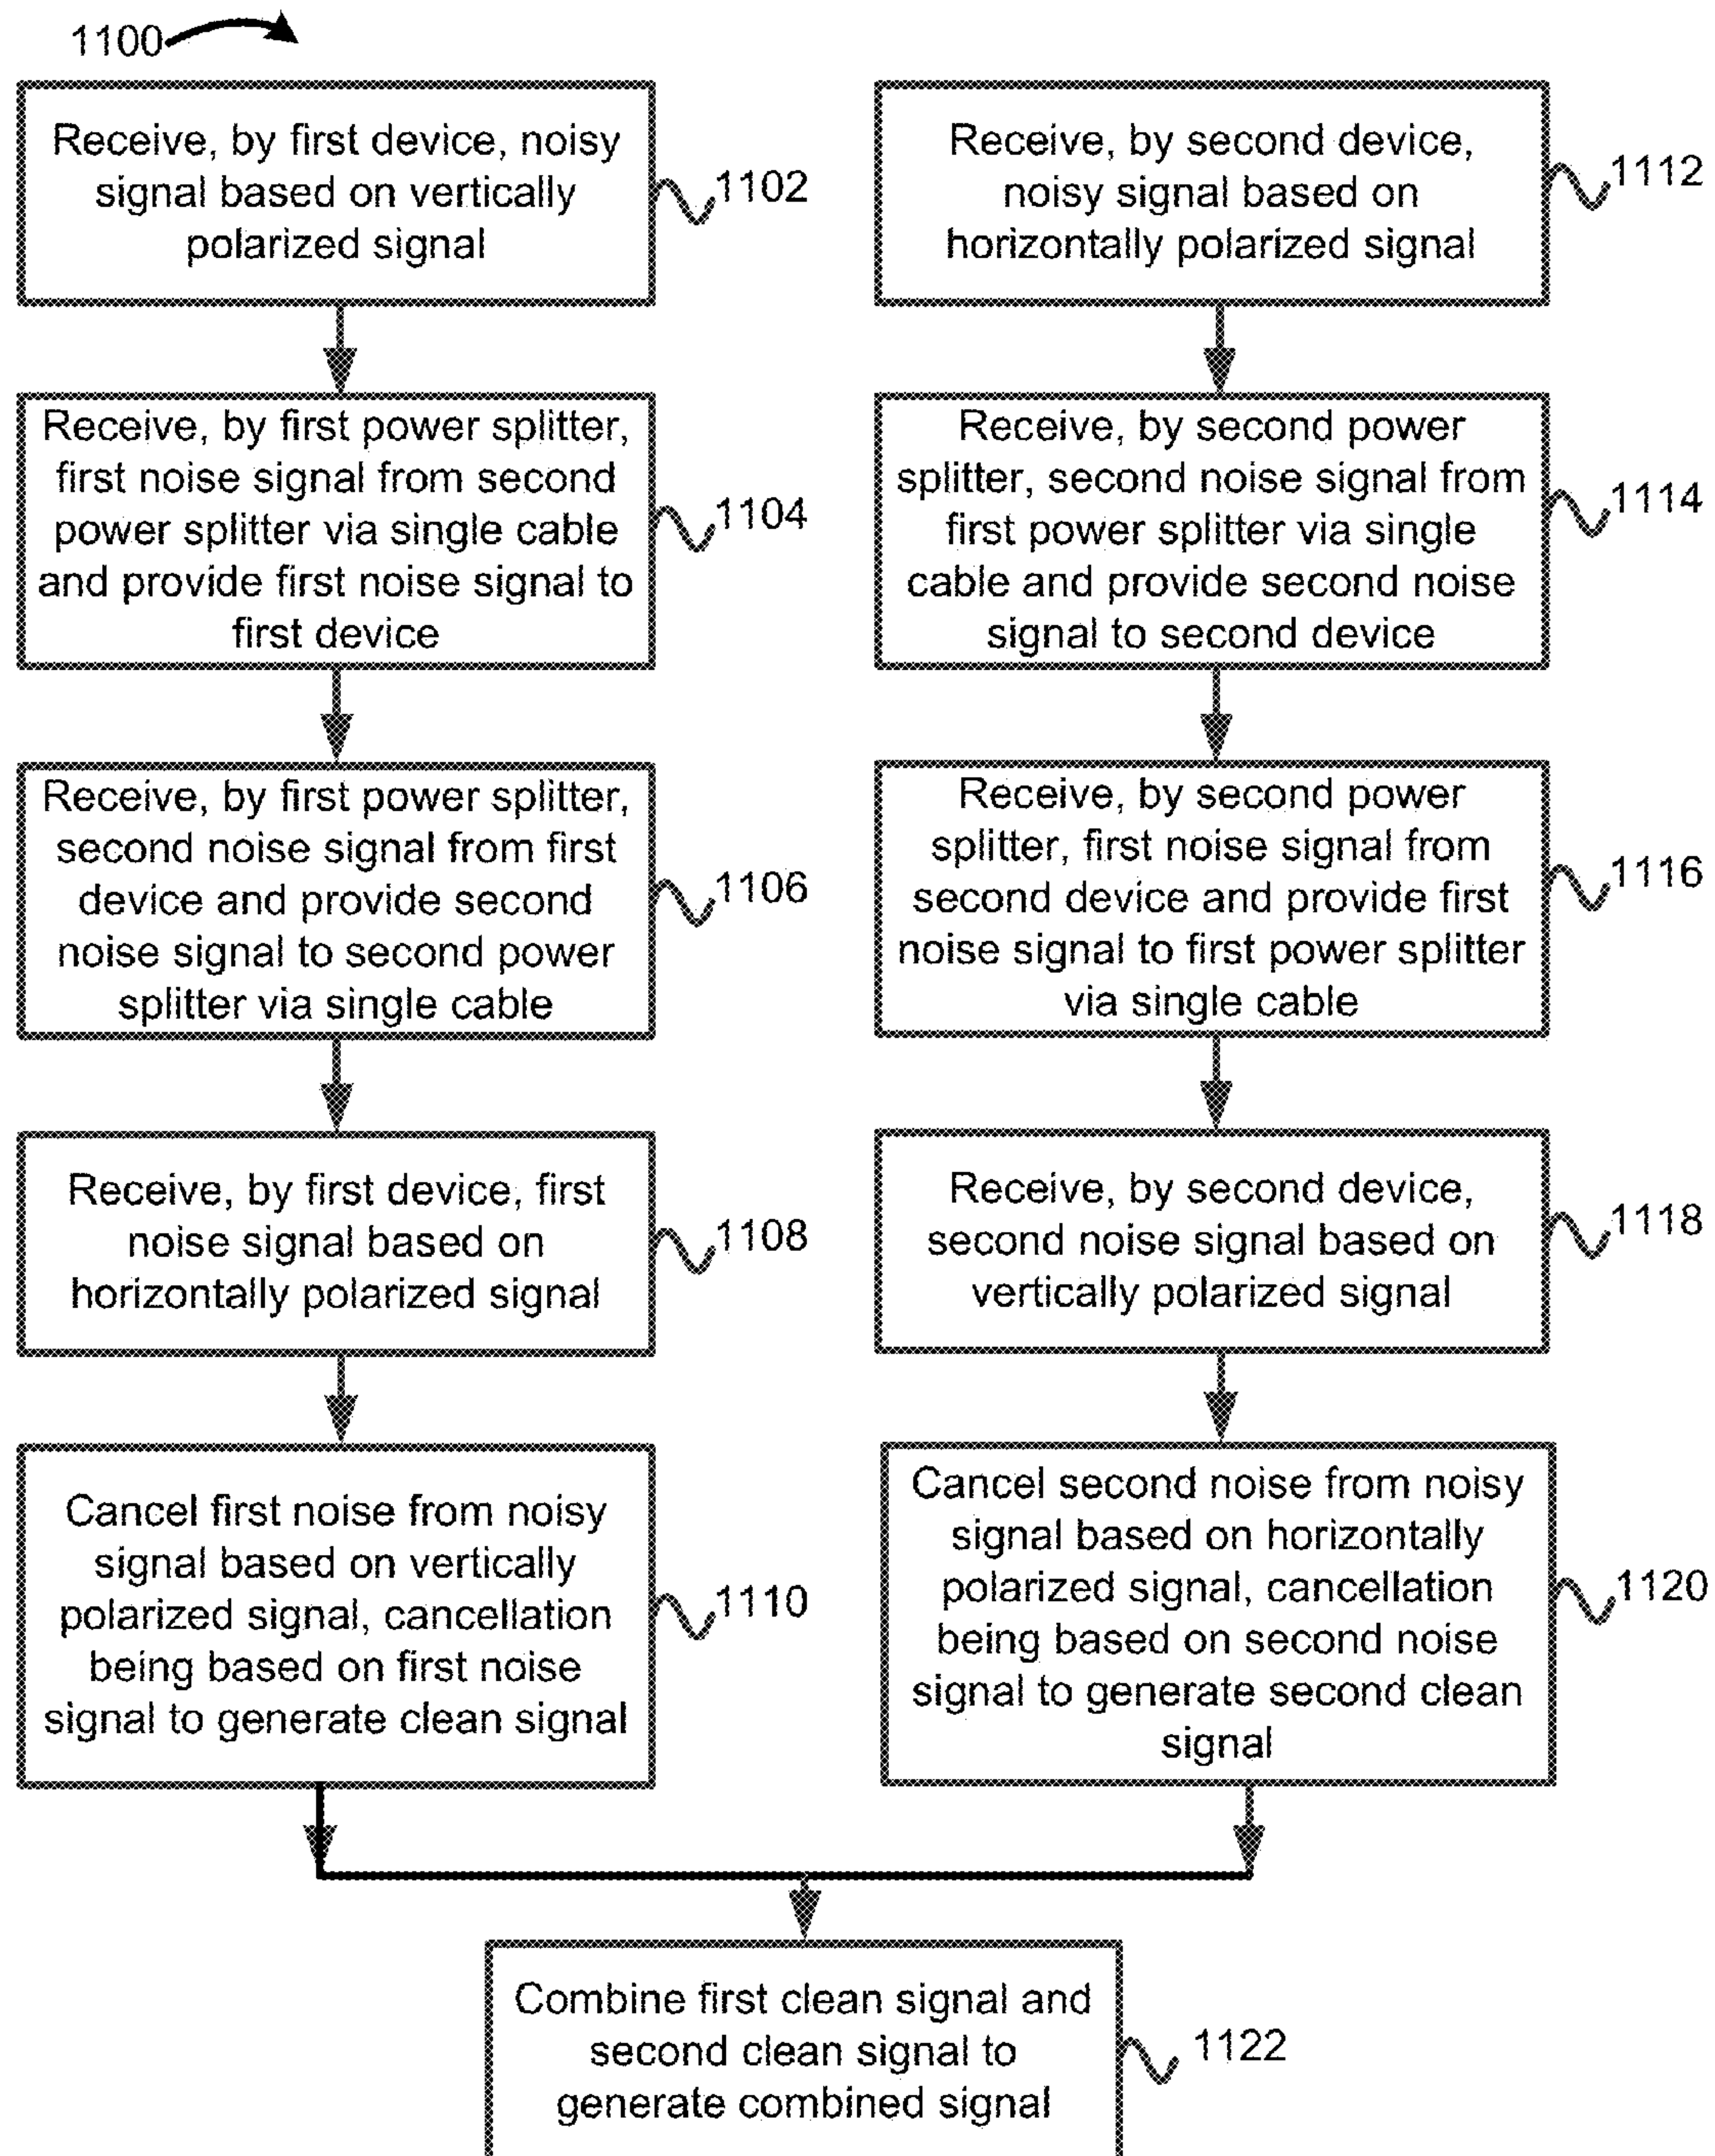 1100
Receive, by first device, noisy
signal based on vertically
polarized signal
1102
Receive, by first power splitter,
first noise signal from second
power splitter via single cable
and provide first noise signal to
first device
1104
Receive, by first power splitter,
second noise signal from first
device and provide second
noise signal to second power
splitter via single cable
1106
Receive, by first device, first
noise signal based on
horizontally polarized signal
1108
Cancel first noise from noisy
signal based on vertically
polarized signal, cancellation
being based on first noise
signal to generate clean signal
1110
Receive, by second device,
noisy signal based on
horizontally polarized signal
1112
Receive, by second power
splitter, second noise signal from
first power splitter via single
cable and provide second noise
signal to second device
1114
Receive, by second power
splitter, first noise signal from
second device and provide first
noise signal to first power splitter
via single cable
1116
Receive, by second device,
second noise signal based on
vertically polarized signal
1118
Cancel second noise from noisy
signal based on horizontally
polarized signal, cancellation
being based on second noise
signal to generate second clean
signal
1120
Combine first clean signal and
second clean signal to
generate combined signal
1122